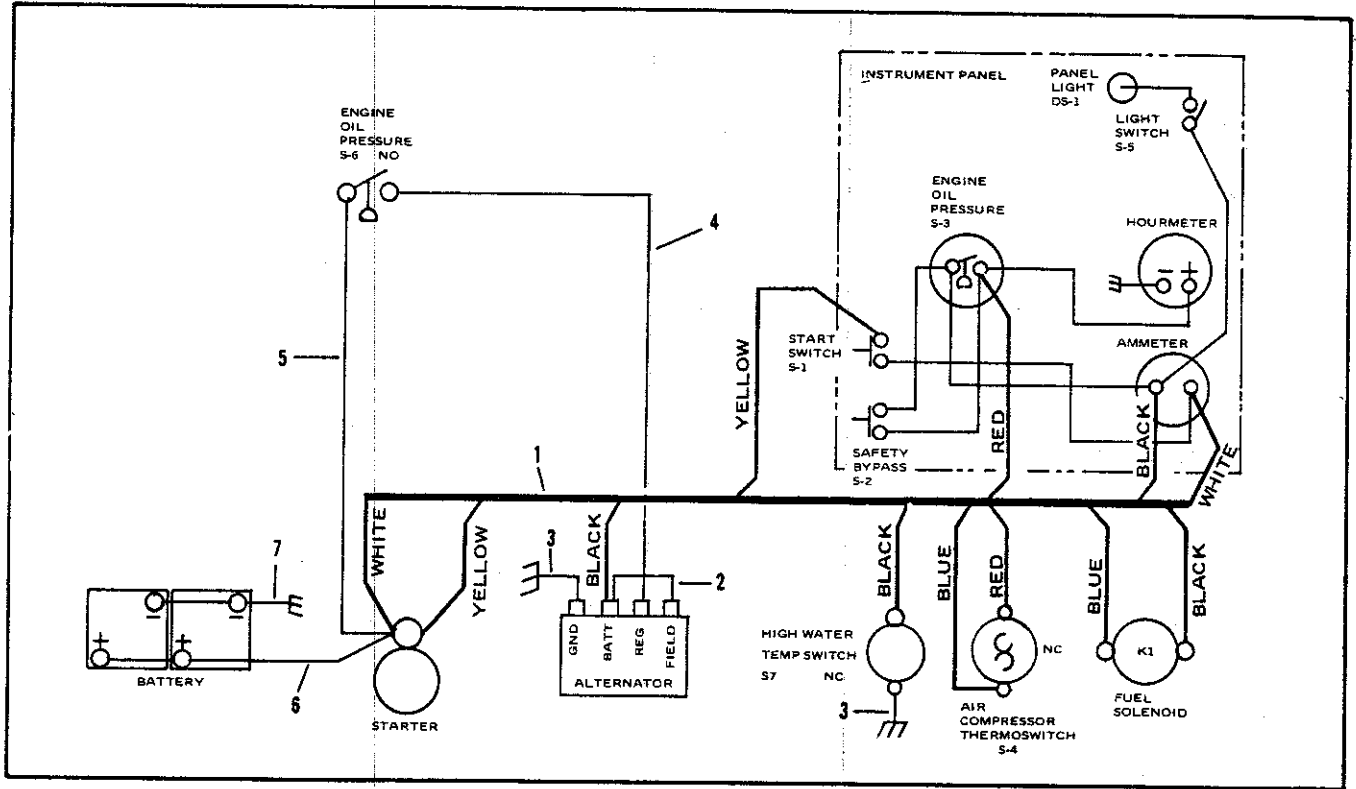 INSTRUMENT PANEL
PANEL
LIGHT
DS-1
LIGHT
SWITCH
S-5
ENGINE
OIL
PRESSURE
S-6 NO
ENGINE
OIL
PRESSURE
S-3
HOURMETER
- +
4
START
SWITCH
S-1
AMMETER
5
YELLOW
RED
BLACK
WHITE
SAFETY
BYPASS
S-2
1
WHITE
YELLOW
3
BLACK
2
BLACK
BLUE
RED
BLUE
BLACK
7
- -
+ +
BATTERY
6
STARTER
GND
BATT
REG
FIELD
ALTERNATOR
HIGH WATER
TEMP SWITCH
S7 NC
3
NC
AIR
COMPRESSOR
THERMOSWITCH
S-4
K1
FUEL
SOLENOID